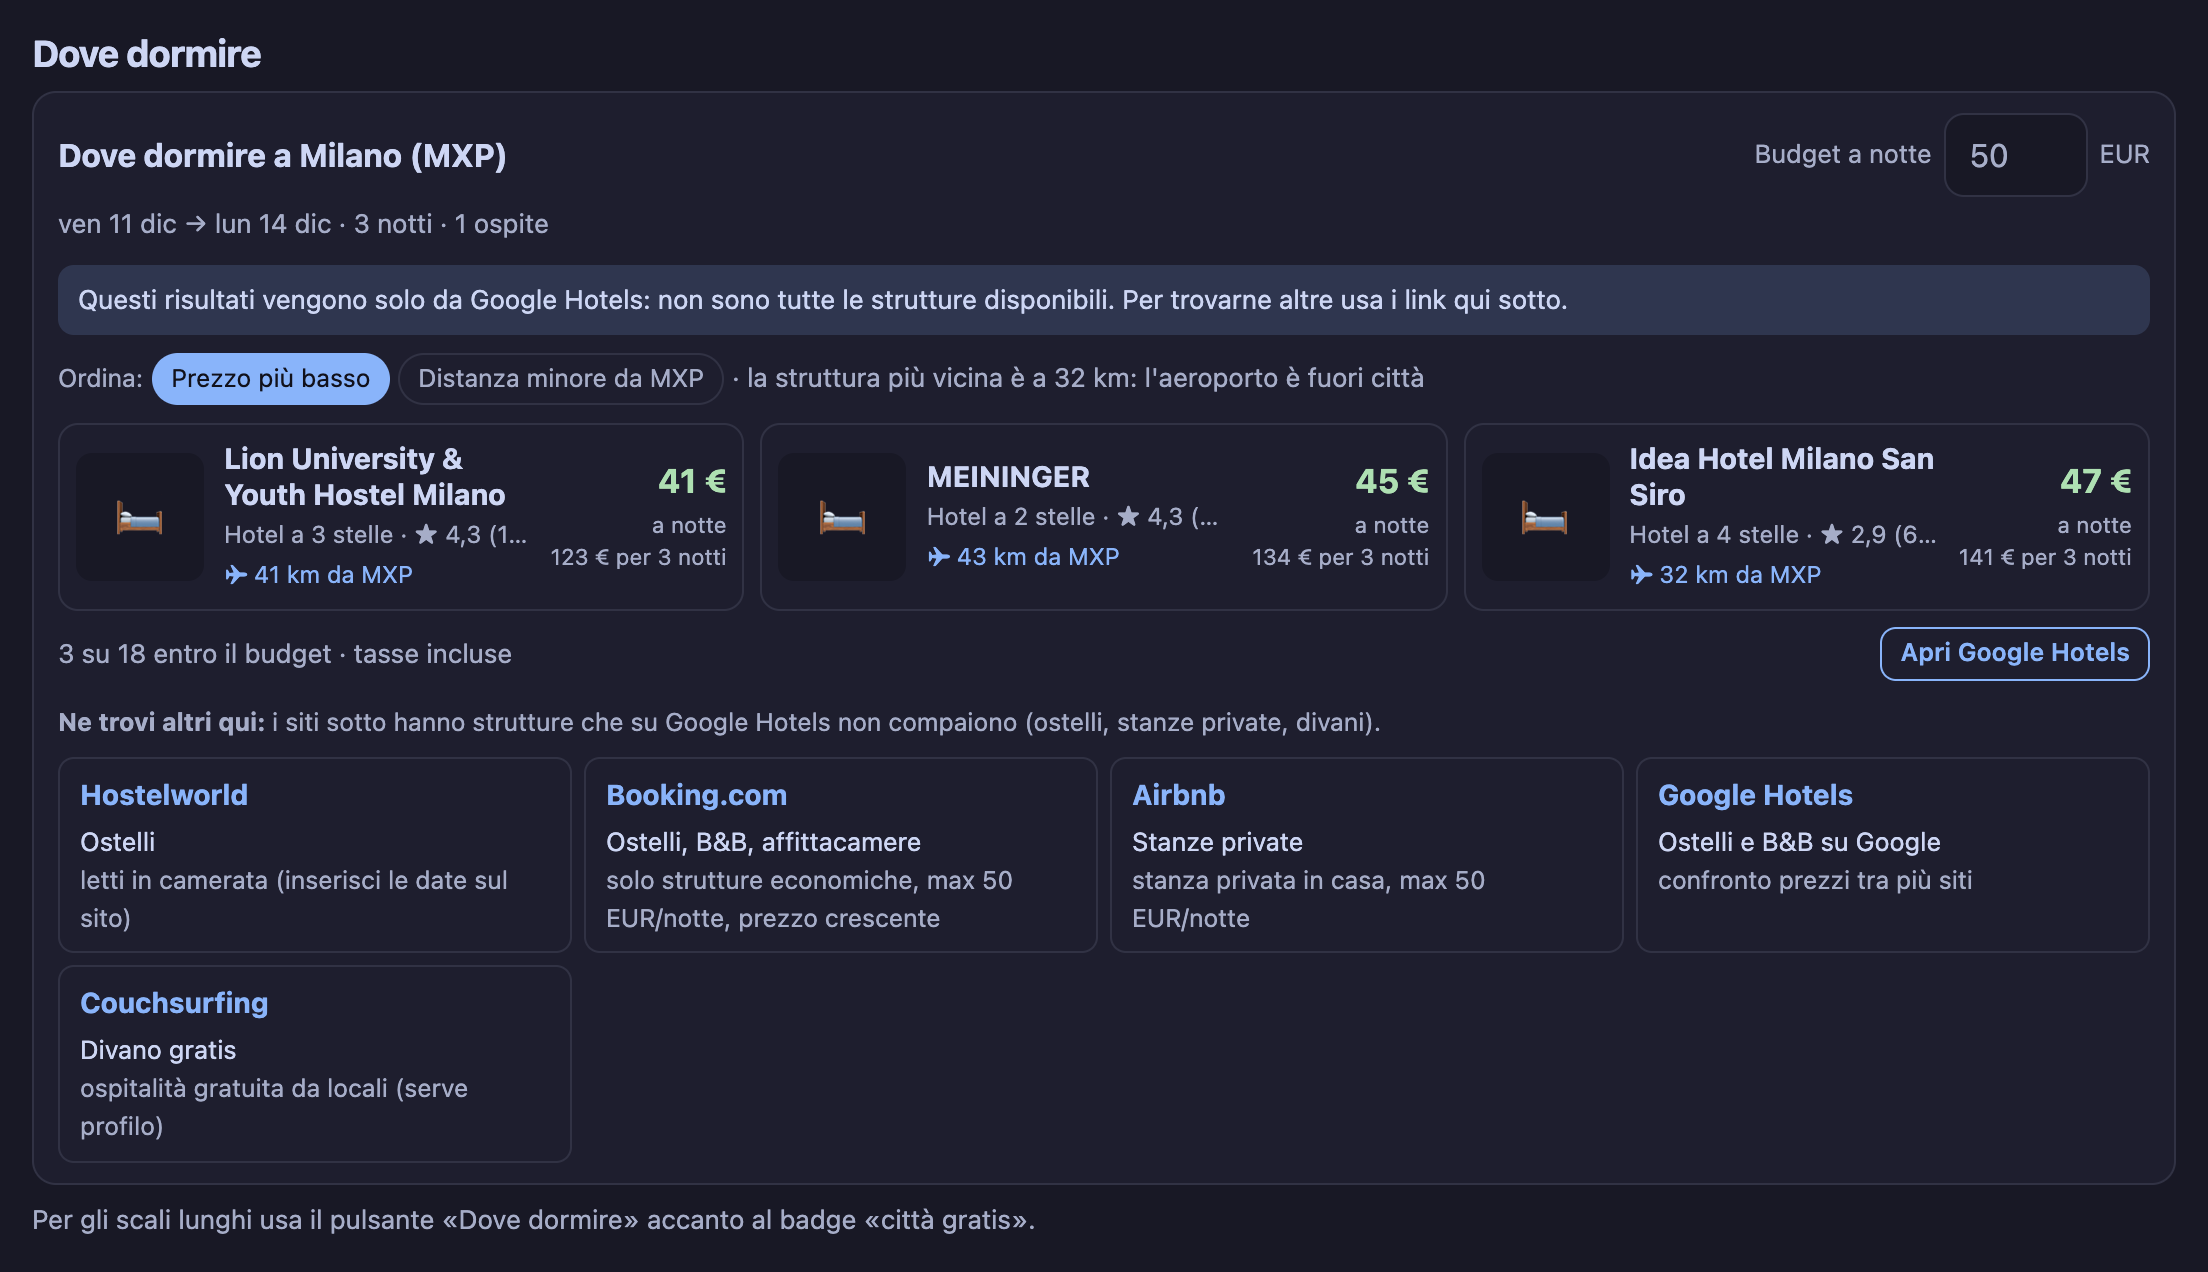 Dove dormire
Dove dormire a Milano (MXP)
Budget a notte 50 EUR
ven 11 dic → lun 14 dic · 3 notti · 1 ospite
Questi risultati vengono solo da Google Hotels: non sono tutte le strutture disponibili. Per trovarne altre usa i link qui sotto.
Ordina: Prezzo più basso Distanza minore da MXP · la struttura più vicina è a 32 km: l'aeroporto è fuori città
Lion University &
Youth Hostel Milano
Hotel a 3 stelle · ★ 4,3 (1...
✈ 41 km da MXP
41 €
a notte
123 € per 3 notti
MEININGER
Hotel a 2 stelle · ★ 4,3 (...
✈ 43 km da MXP
45 €
a notte
134 € per 3 notti
Idea Hotel Milano San
Siro
Hotel a 4 stelle · ★ 2,9 (6...
✈ 32 km da MXP
47 €
a notte
141 € per 3 notti
3 su 18 entro il budget · tasse incluse
Apri Google Hotels
Ne trovi altri qui: i siti sotto hanno strutture che su Google Hotels non compaiono (ostelli, stanze private, divani).
Hostelworld
Ostelli
letti in camerata (inserisci le date sul
sito)
Booking.com
Ostelli, B&B, affittacamere
solo strutture economiche, max 50
EUR/notte, prezzo crescente
Airbnb
Stanze private
stanza privata in casa, max 50
EUR/notte
Google Hotels
Ostelli e B&B su Google
confronto prezzi tra più siti
Couchsurfing
Divano gratis
ospitalità gratuita da locali (serve
profilo)
Per gli scali lunghi usa il pulsante «Dove dormire» accanto al badge «città gratis».